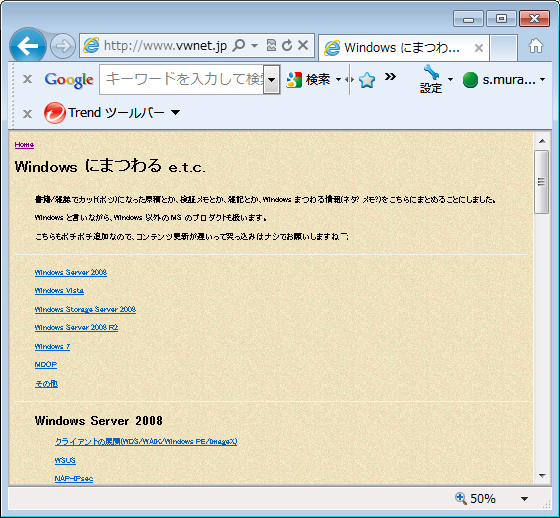 http://www.vwnet.jp
Windows にまつわ...
Google キーワードを入力して検索 検索 設定 s.mura...
Trend ツールバー
Home
Windows にまつわる e.t.c.
書籍/雑誌でカット(ボツ)になった原稿とか、検証メモとか、雑記とか、Windows まつわる情報(ネタ? メモ?)をこちらにまとめることにしました。
Windows と言いながら、Windows 以外の MS のプロダクトも扱います。
こちらもボチボチ追加なので、コンテンツ更新が遅いって突っ込みはナシでお願いしますね
Windows Server 2008
Windows Vista
Windows Storage Server 2008
Windows Server 2008 R2
Windows 7
MDOP
その他
Windows Server 2008
クライアントの展開(WDS/WAIK/Windows PE/ImageX)
WSUS
NAP-IPsec
50%